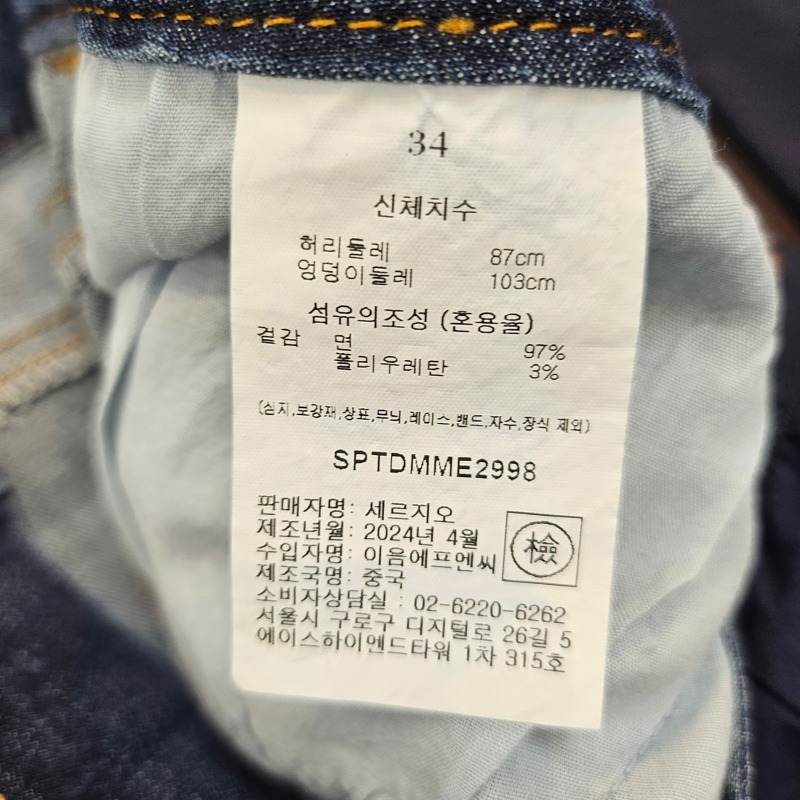 34
신체치수
허리둘레 87cm
엉덩이둘레 103cm
섬유의조성 (혼용율)
겉감 면 97%
폴리우레탄 3%
(심지,보강재,상표,무늬,레이스,밴드,자수,장식 제외)
SPTDMME2998
판매자명: 세르지오
제조년월: 2024년 4월
수입자명: 이음에프엔씨
檢
제조국명: 중국
소비자상담실 : 02-6220-6262
서울시 구로구 디지털로 26길 5
에이스하이엔드타워 1차 315호